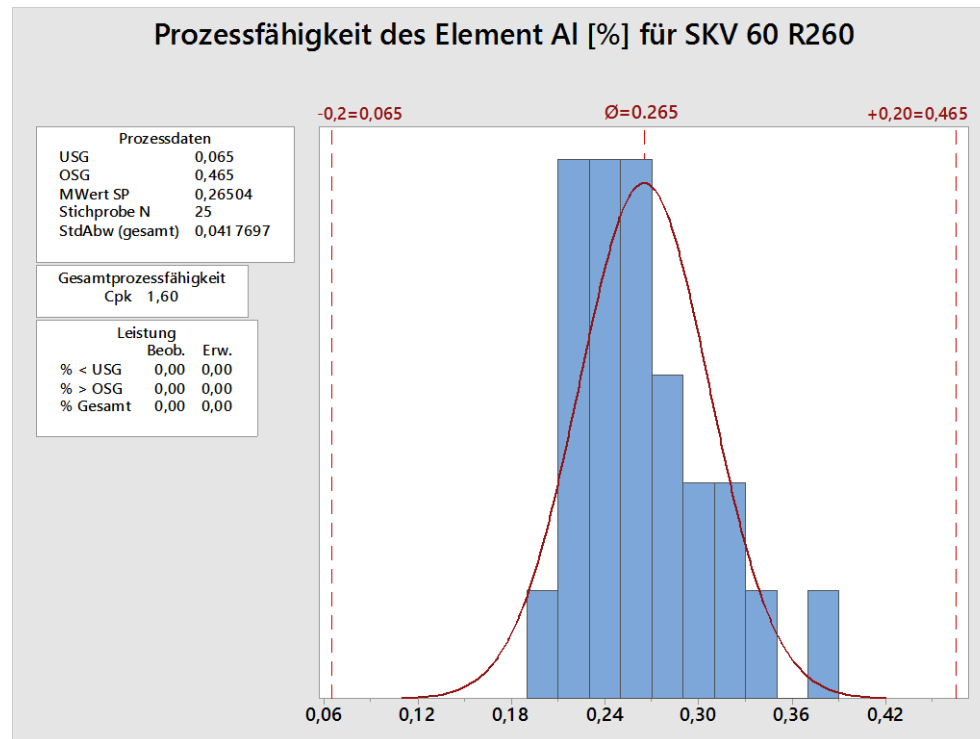 Prozessfähigkeit des Element Al [%] für SKV 60 R260
-0,2=0,065 Ø=0.265 +0,20=0,465
Prozessdaten
USG 0,065
OSG 0,465
MWert SP 0,26504
Stichprobe N 25
StdAbw (gesamt) 0,0417697
Gesamtprozessfähigkeit
Cpk 1,60
Leistung
Beob. Erw.
% < USG 0,00 0,00
% > OSG 0,00 0,00
% Gesamt 0,00 0,00
0,06 0,12 0,18 0,24 0,30 0,36 0,42